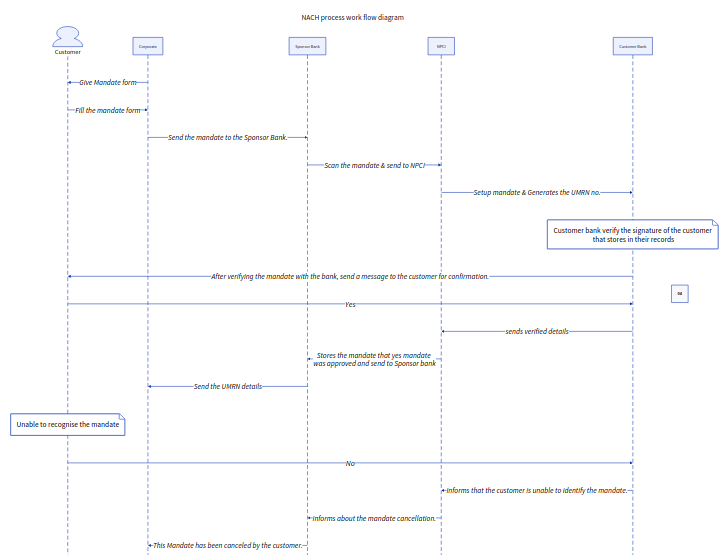 NACH process work flow diagram
Customer
Corporate
Sponsor Bank
NPCI
Customer Bank
Give Mandate form
Fill the mandate form
Send the mandate to the Sponsor Bank.
Scan the mandate & send to NPCI
Setup mandate & Generates the UMRN no.
Customer bank verify the signature of the customer
that stores in their records
After verifying the mandate with the bank, send a message to the customer for confirmation.
Yes
sends verified details
Stores the mandate that yes mandate
was approved and send to Sponsor bank
Send the UMRN details
Unable to recognise the mandate
No
Informs that the customer is unable to identify the mandate.
Informs about the mandate cancellation.
This Mandate has been canceled by the customer.